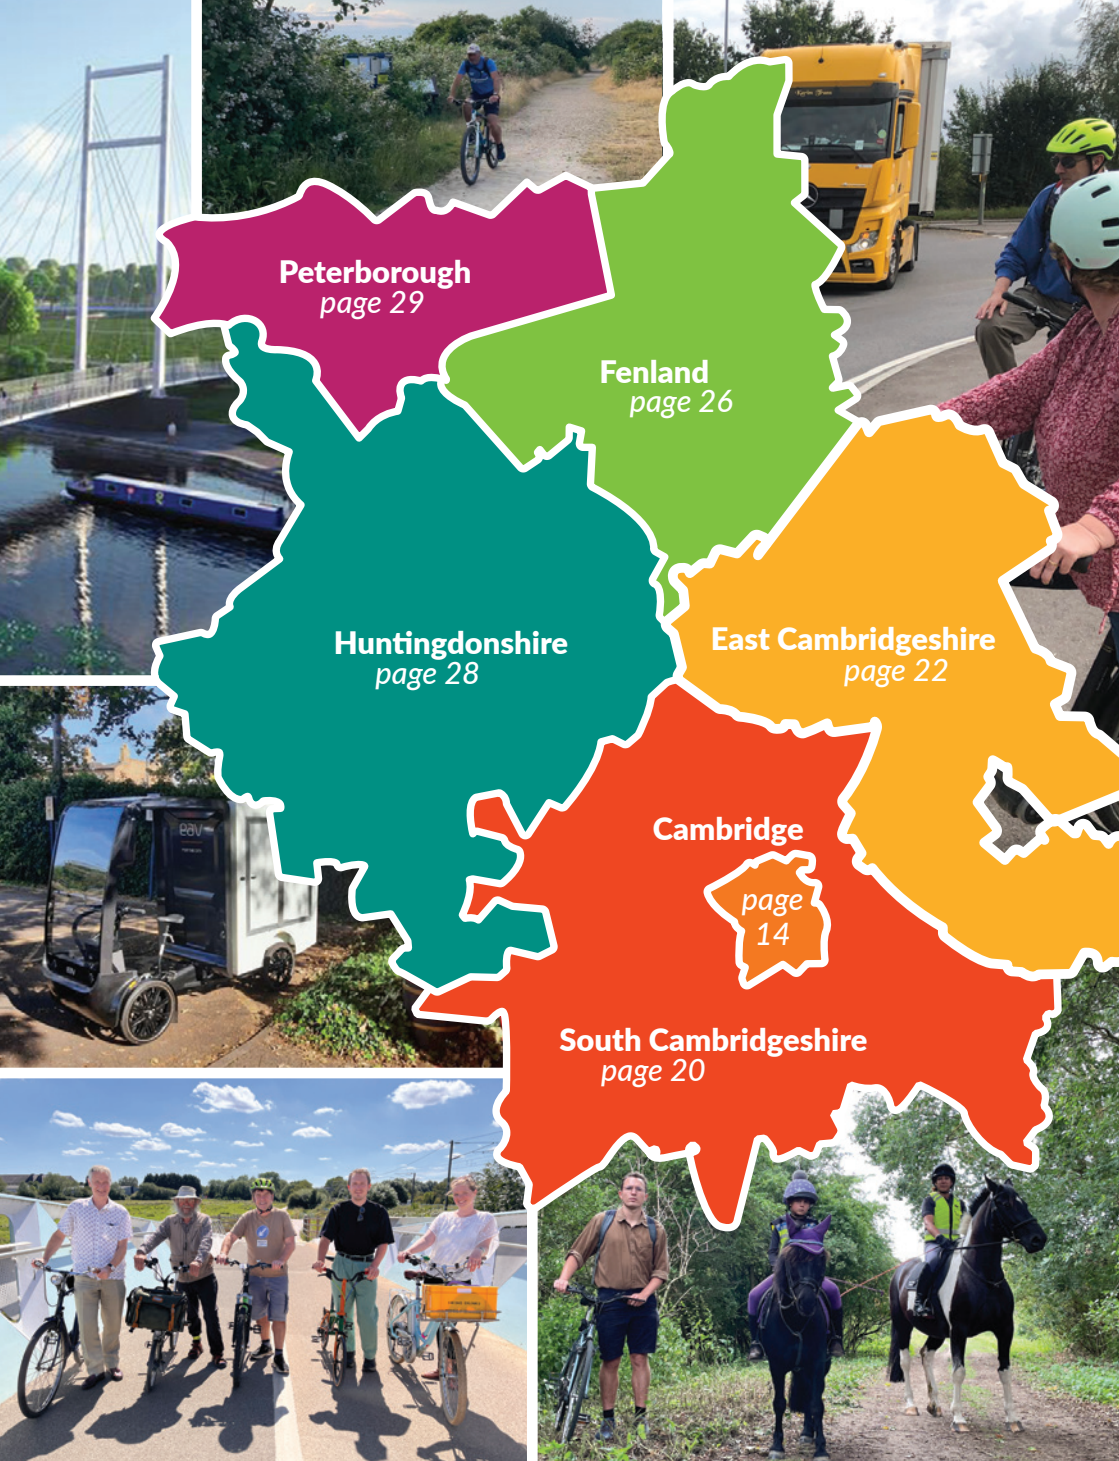 Peterborough
page 29
Fenland
page 26
Huntingdonshire
page 28
East Cambridgeshire
page 22
Cambridge
page
14
South Cambridgeshire
page 20
eav